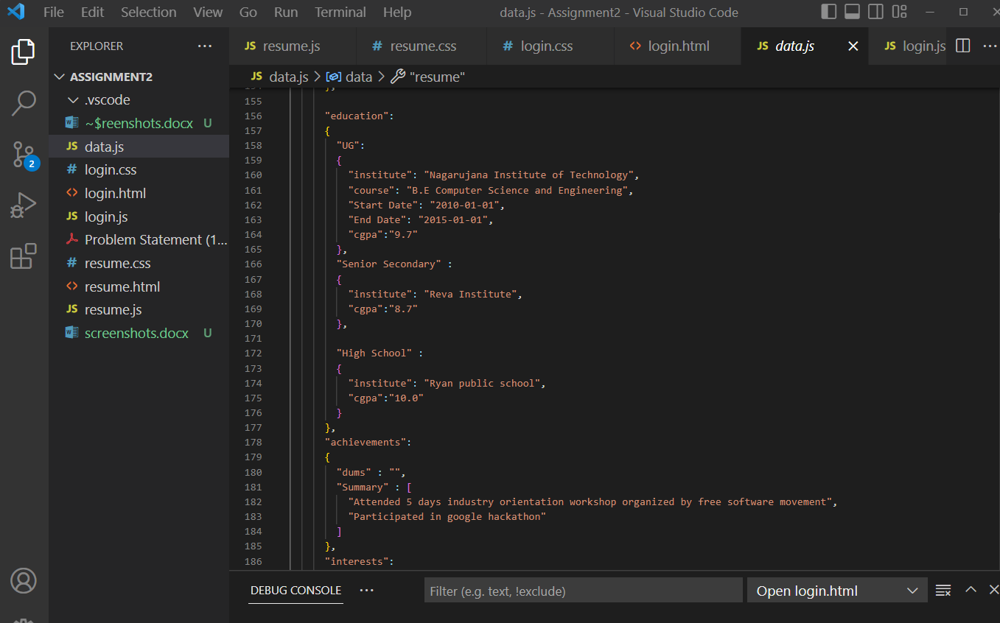 File Edit Selection View Go Run Terminal Help data.js - Assignment2 - Visual Studio Code
EXPLORER ...
JS resume.js # resume.css # login.css <> login.html JS data.js JS login.js ...
ASSIGNMENT2
JS data.js > data > "resume"
.vscode
~$reenshots.docx U
JS data.js
# login.css
<> login.html
JS login.js
Problem Statement (1...
# resume.css
<> resume.html
JS resume.js
screenshots.docx U
2
155
156 "education":
157 {
158 "UG":
159 {
160 "institute": "Nagarujana Institute of Technology",
161 "course": "B.E Computer Science and Engineering",
162 "Start Date": "2010-01-01",
163 "End Date": "2015-01-01",
164 "cgpa":"9.7"
165 },
166 "Senior Secondary" :
167 {
168 "institute": "Reva Institute",
169 "cgpa":"8.7"
170 },
171
172 "High School" :
173 {
174 "institute": "Ryan public school",
175 "cgpa":"10.0"
176 }
177 },
178 "achievements":
179 {
180 "dums" : "",
181 "Summary" : [
182 "Attended 5 days industry orientation workshop organized by free software movement",
183 "Participated in google hackathon"
184 ]
185 },
186 "interests":
DEBUG CONSOLE ... Filter (e.g. text, !exclude) Open login.html